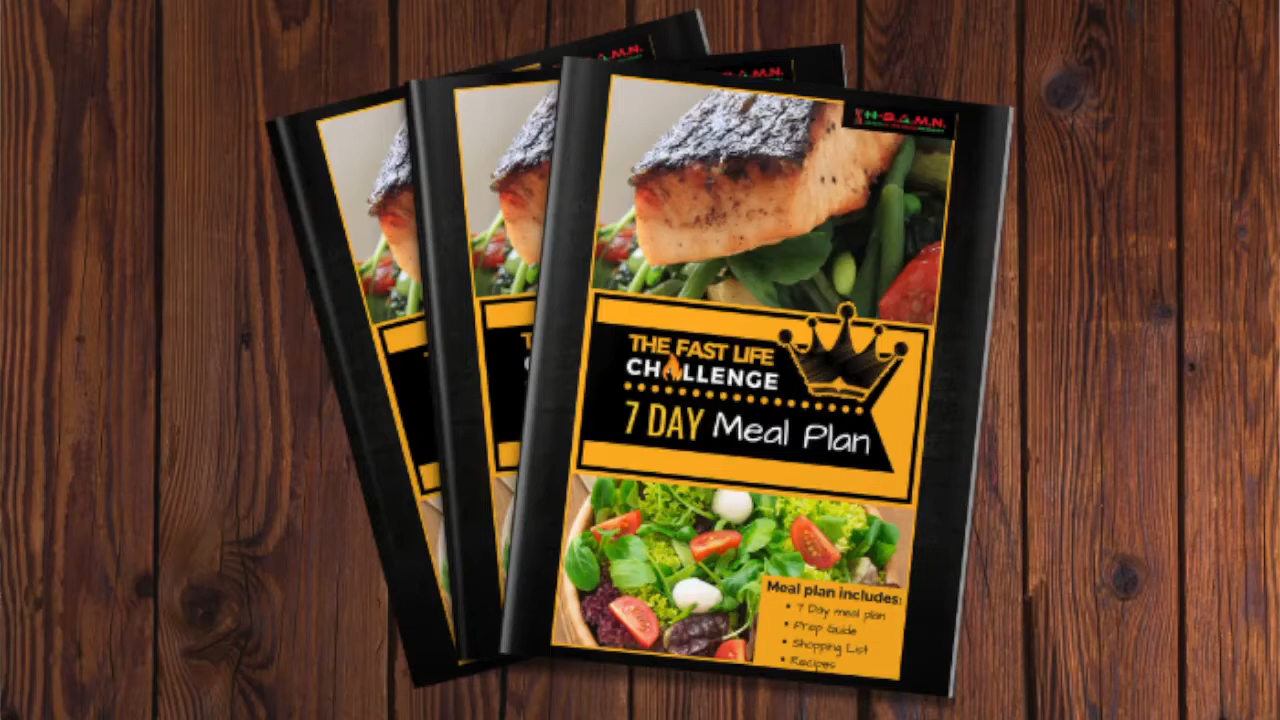 H.G.A.M.N.
THE FAST LIFE
CHALLENGE
7 DAY Meal Plan
Meal plan includes:
• 7 Day meal plan
• Prep Guide
• Shopping List
• Recipes